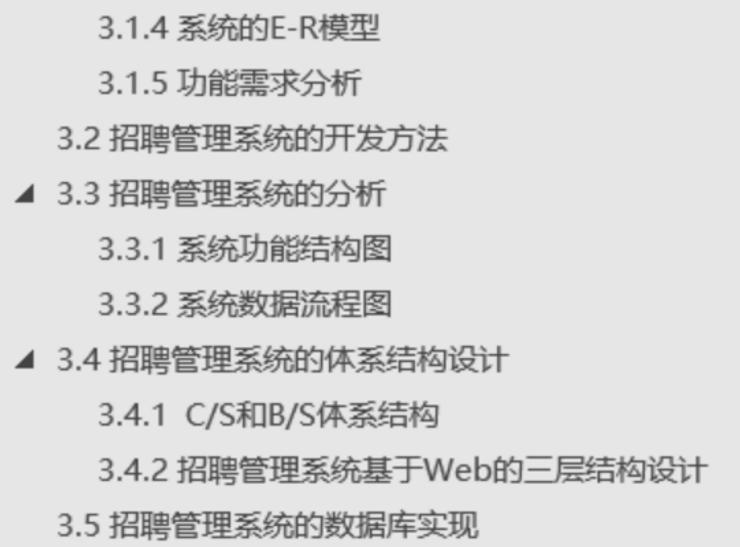 3.1.4 系统的E-R模型
3.1.5 功能需求分析
3.2 招聘管理系统的开发方法
3.3 招聘管理系统的分析
3.3.1 系统功能结构图
3.3.2 系统数据流程图
3.4 招聘管理系统的体系结构设计
3.4.1 C/S和B/S体系结构
3.4.2 招聘管理系统基于Web的三层结构设计
3.5 招聘管理系统的数据库实现